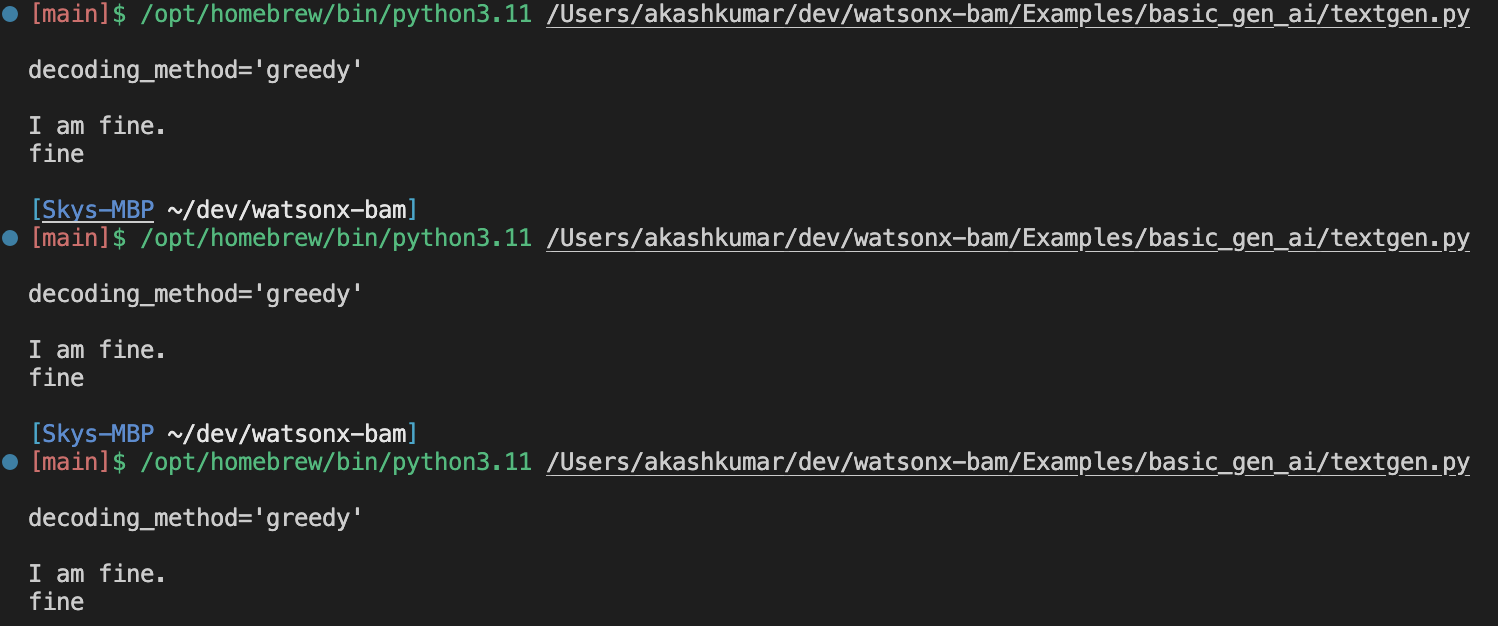 [main]$ /opt/homebrew/bin/python3.11 /Users/akashkumar/dev/watsonx-bam/Examples/basic_gen_ai/textgen.py
decoding_method='greedy'
I am fine.
fine
[Skys-MBP ~/dev/watsonx-bam]
[main]$ /opt/homebrew/bin/python3.11 /Users/akashkumar/dev/watsonx-bam/Examples/basic_gen_ai/textgen.py
decoding_method='greedy'
I am fine.
fine
[Skys-MBP ~/dev/watsonx-bam]
[main]$ /opt/homebrew/bin/python3.11 /Users/akashkumar/dev/watsonx-bam/Examples/basic_gen_ai/textgen.py
decoding_method='greedy'
I am fine.
fine